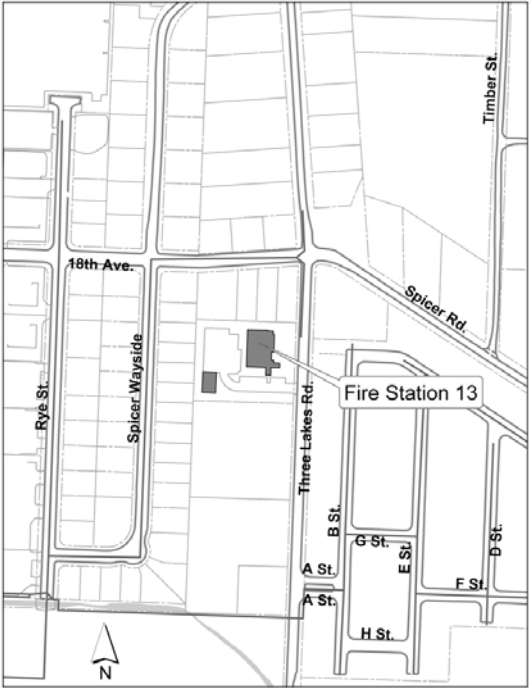 Timber St.
18th Ave.
Spicer Rd.
Spicer Wayside
Rye St.
Fire Station 13
Three Lakes Rd.
B St.
G St.
E St.
D St.
A St.
F St.
A St.
H St.
N